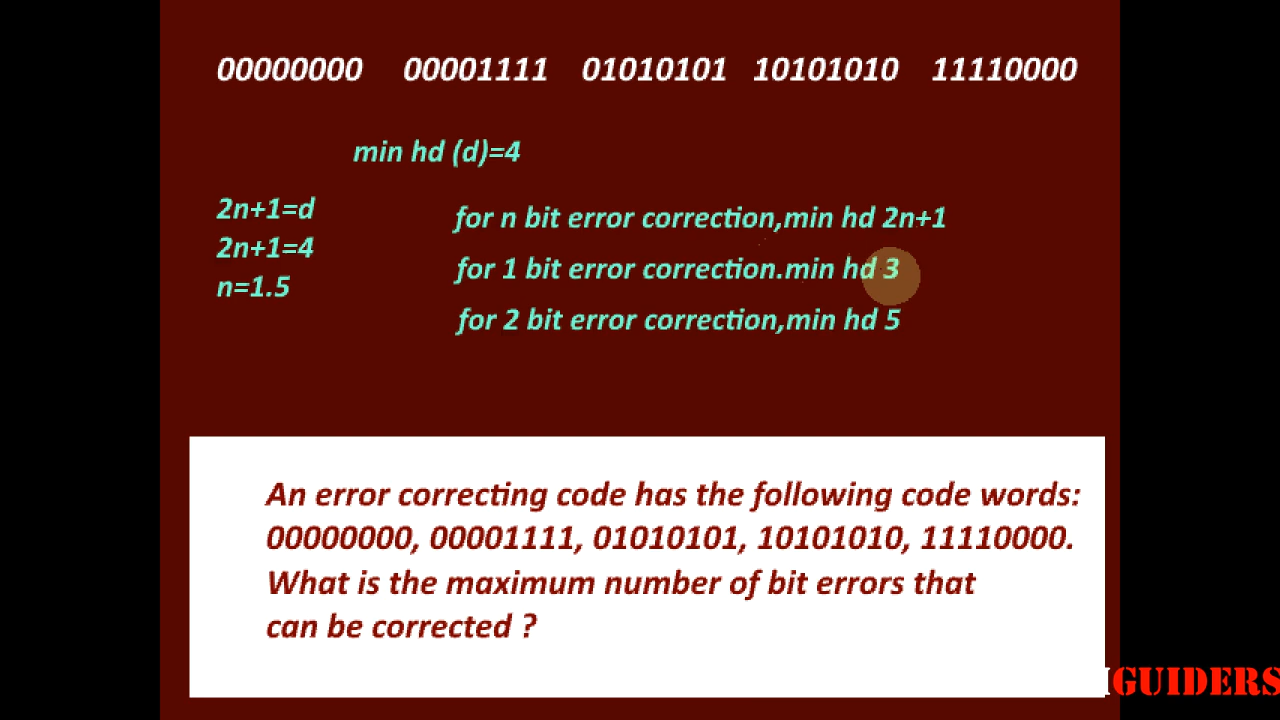 00000000 00001111 01010101 10101010 11110000
min hd (d)=4
2n+1=d
2n+1=4
n=1.5
for n bit error correction,min hd 2n+1
for 1 bit error correction.min hd 3
for 2 bit error correction,min hd 5
An error correcting code has the following code words:
00000000, 00001111, 01010101, 10101010, 11110000.
What is the maximum number of bit errors that
can be corrected ?
GUIDERS